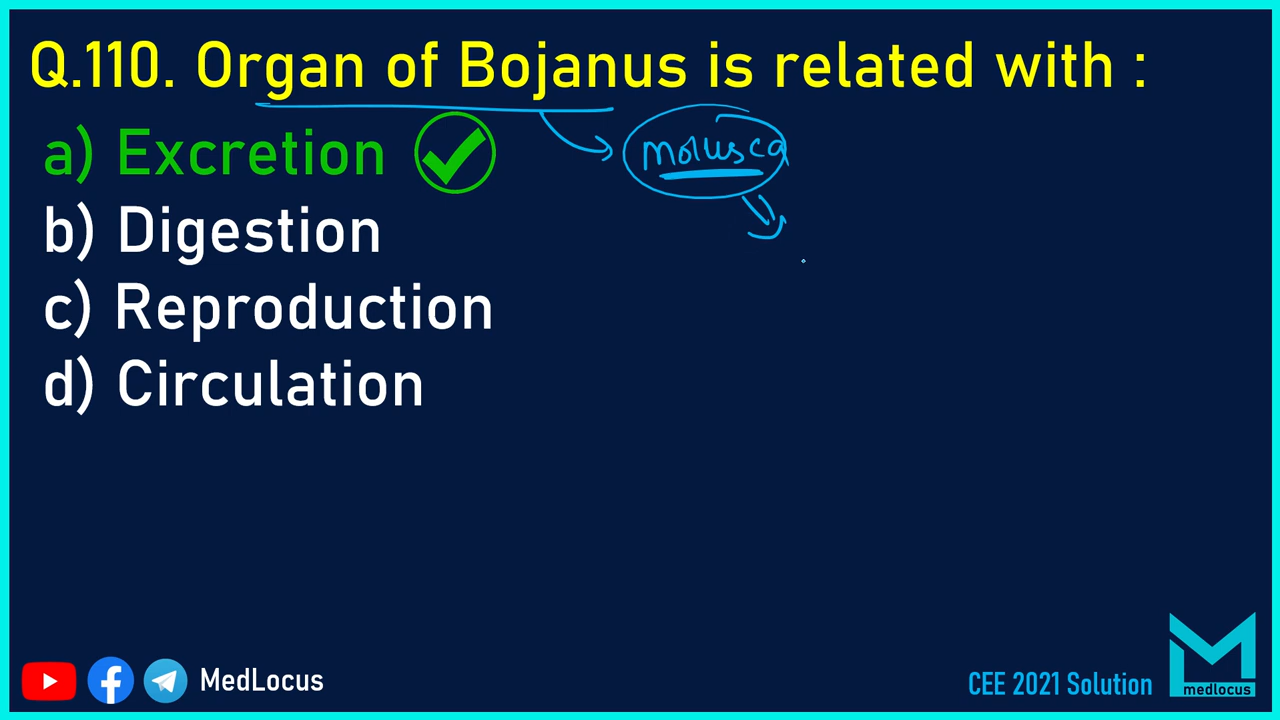 Q.110. Organ of Bojanus is related with :
a) Excretion
molusca
b) Digestion
c) Reproduction
d) Circulation
MedLocus
CEE 2021 Solution
medlocus